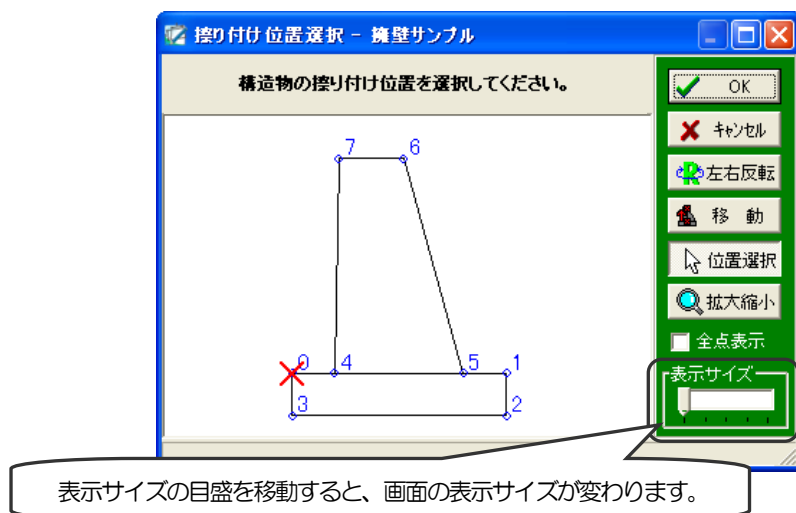 擦り付け位置選択 - 擁壁サンプル
構造物の擦り付け位置を選択してください。
OK
キャンセル
左右反転
移 動
位置選択
拡大縮小
全点表示
表示サイズ
7 6
0 4 5 1
3 2
表示サイズの目盛を移動すると、画面の表示サイズが変わります。